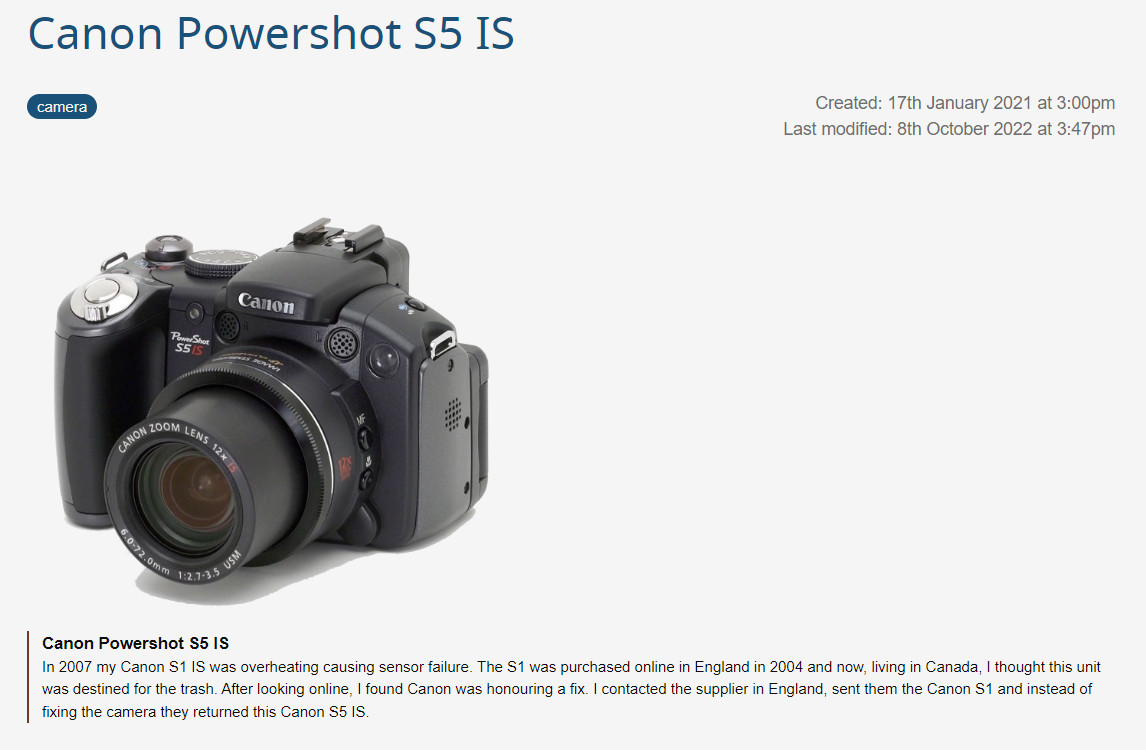 Canon Powershot S5 IS
camera
Created: 17th January 2021 at 3:00pm
Last modified: 8th October 2022 at 3:47pm
Canon
PowerShot
S5 IS
MF
12x
CANON ZOOM LENS 12x IS
6.0-72.0mm 1:2.7-3.5 USM
Canon Powershot S5 IS
In 2007 my Canon S1 IS was overheating causing sensor failure. The S1 was purchased online in England in 2004 and now, living in Canada, I thought this unit
was destined for the trash. After looking online, I found Canon was honouring a fix. I contacted the supplier in England, sent them the Canon S1 and instead of
fixing the camera they returned this Canon S5 IS.